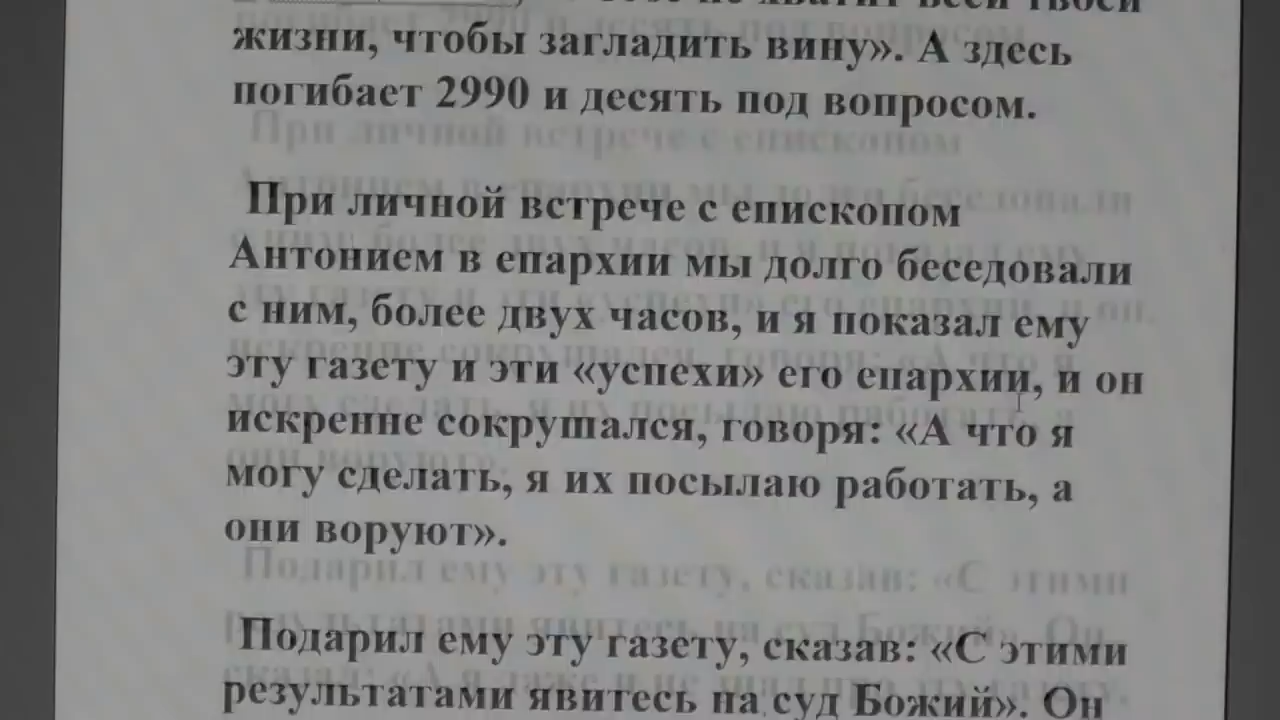 жизни, чтобы загладить вину». А здесь
погибает 2990 и десять под вопросом.
При личной встрече с епископом
Антонием в епархии мы долго беседовали
с ним, более двух часов, и я показал ему
эту газету и эти «успехи» его епархии, и он
искренне сокрушался, говоря: «А что я
могу сделать, я их посылаю работать, а
они воруют».
Подарил ему эту газету, сказав: «С этими
результатами явитесь на суд Божий». Он